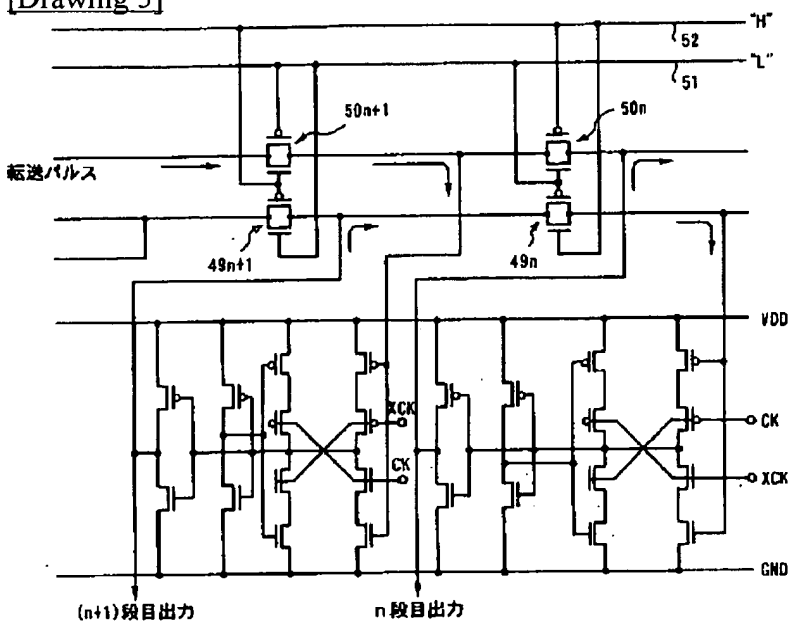 [Drawing 5]
"H"
52
"L"
51
50n+1
50n
転送パルス
49n+1
49n
VDD
XCK
CK
CK
XCK
GND
(n+1)段目出力
n段目出力